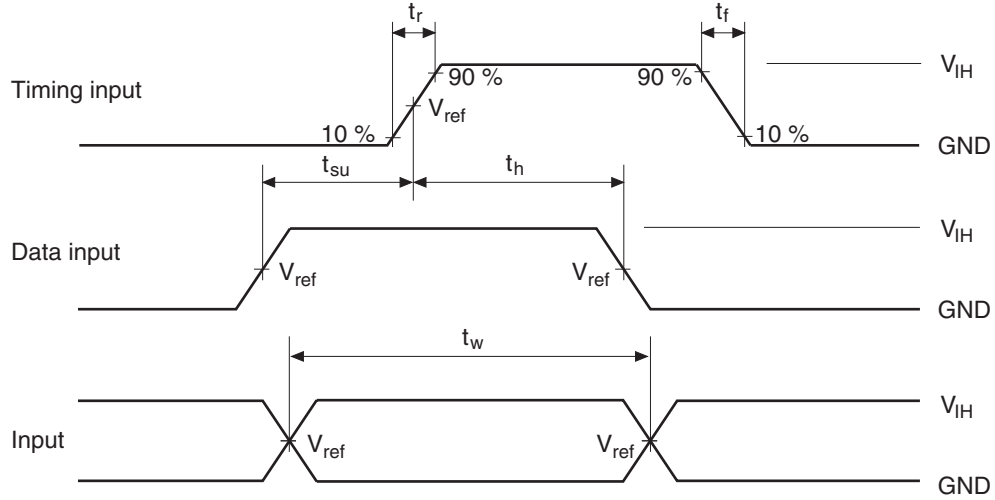 tr
tf
Timing input
90 %
90 %
VIH
Vref
10 %
10 %
GND
tsu
th
Data input
VIH
Vref
Vref
GND
tw
Input
VIH
Vref
Vref
GND